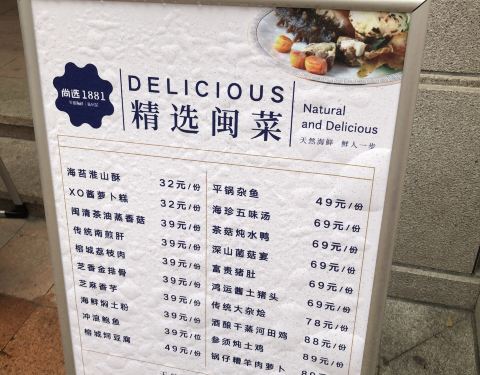 尚选1881
DELICIOUS
精选闽菜
Natural
and Delicious
天然海鲜 鲜人一步
海苔淮山酥 32元/份
XO酱萝卜糕 32元/份
闽清茶油蒸香菇 39元/份
传统南煎肝 39元/份
榕城荔枝肉 39元/份
芝香金排骨 39元/份
芝麻香芋 39元/份
海鲜焖土粉 39元/份
冲浪鲍鱼 39元/位
榕城烤豆腐 49元/份
平锅杂鱼 49元/份
海珍五味汤 69元/份
茶菇炖水鸭 69元/份
深山菌菇宴 69元/份
富贵猪肚 69元/份
鸿运酱土猪头 69元/份
传统大杂烩 78元/份
酒酿干蒸河田鸡 88元/份
参须炖土鸡 89元/份
锅仔糟羊肉萝卜 89元/份